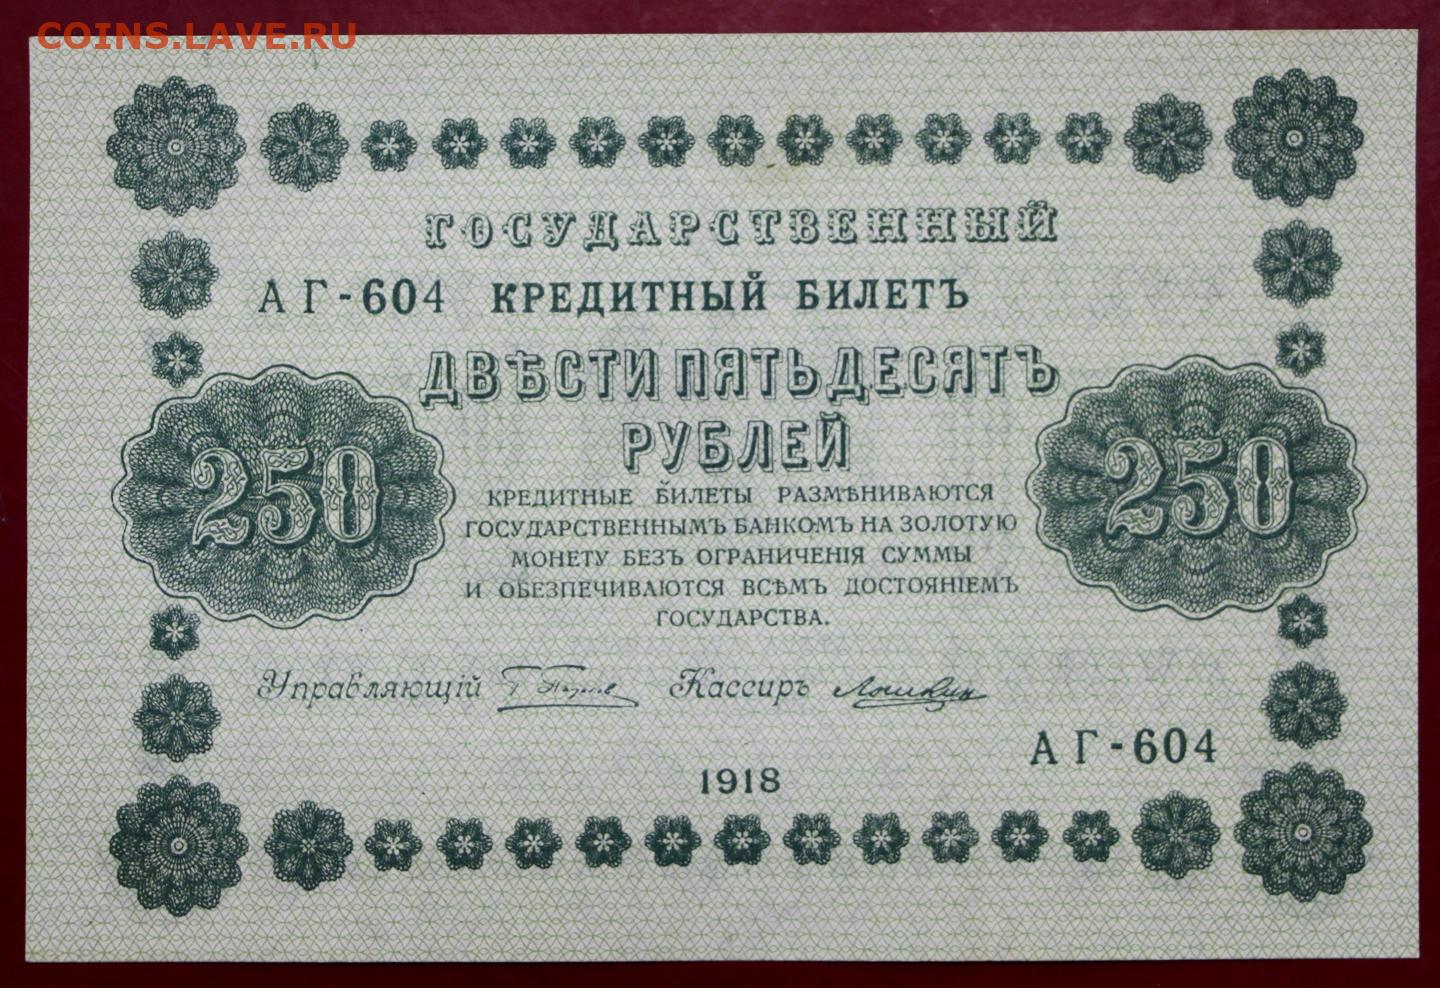 COINS.LAVE.RU
ГОСУДАРСТВЕННЫЙ
АГ-604 КРЕДИТНЫЙ БИЛЕТЪ
ДВѢСТИ ПЯТЬДЕСЯТЪ
РУБЛЕЙ
250
250
КРЕДИТНЫЕ БИЛЕТЫ РАЗМѢНИВАЮТСЯ
ГОСУДАРСТВЕННЫМЪ БАНКОМЪ НА ЗОЛОТУЮ
МОНЕТУ БЕЗЪ ОГРАНИЧЕНІЯ СУММЫ
И ОБЕЗПЕЧИВАЮТСЯ ВСѢМЪ ДОСТОЯНІЕМЪ
ГОСУДАРСТВА.
Управляющій Кассиръ Лошкин
АГ-604
1918